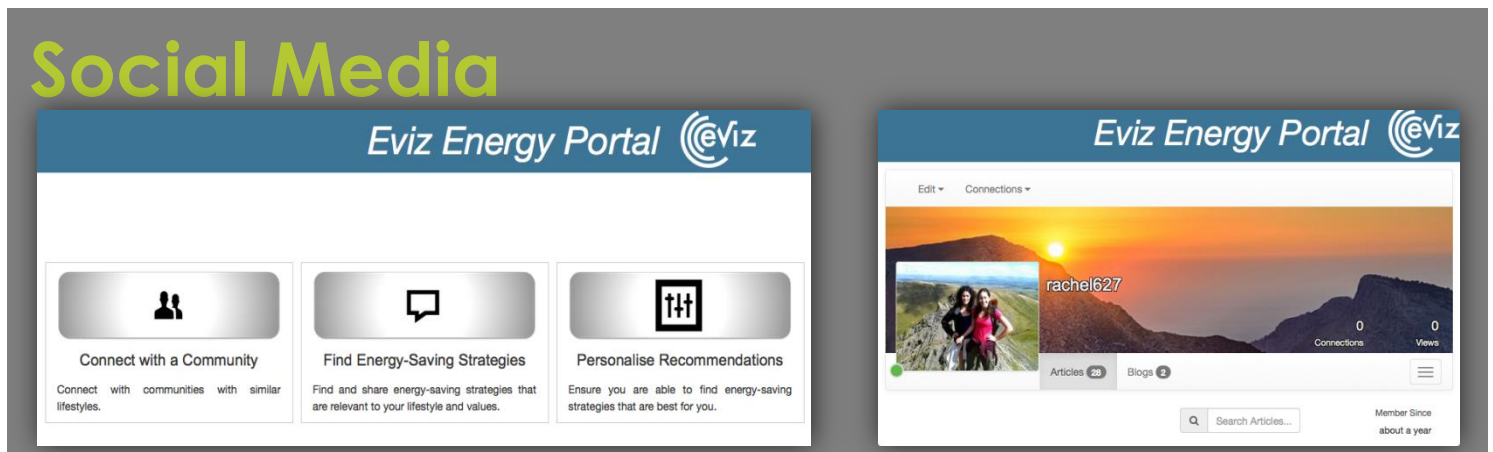 Social Media
Eviz Energy Portal eviz
Connect with a Community
Connect with communities with similar
lifestyles.
Find Energy-Saving Strategies
Find and share energy-saving strategies that
are relevant to your lifestyle and values.
Personalise Recommendations
Ensure you are able to find energy-saving
strategies that are best for you.
Eviz Energy Portal eviz
Edit Connections
rachel627
0 0
Connections Views
Articles 28 Blogs 2
Search Articles...
Member Since
about a year